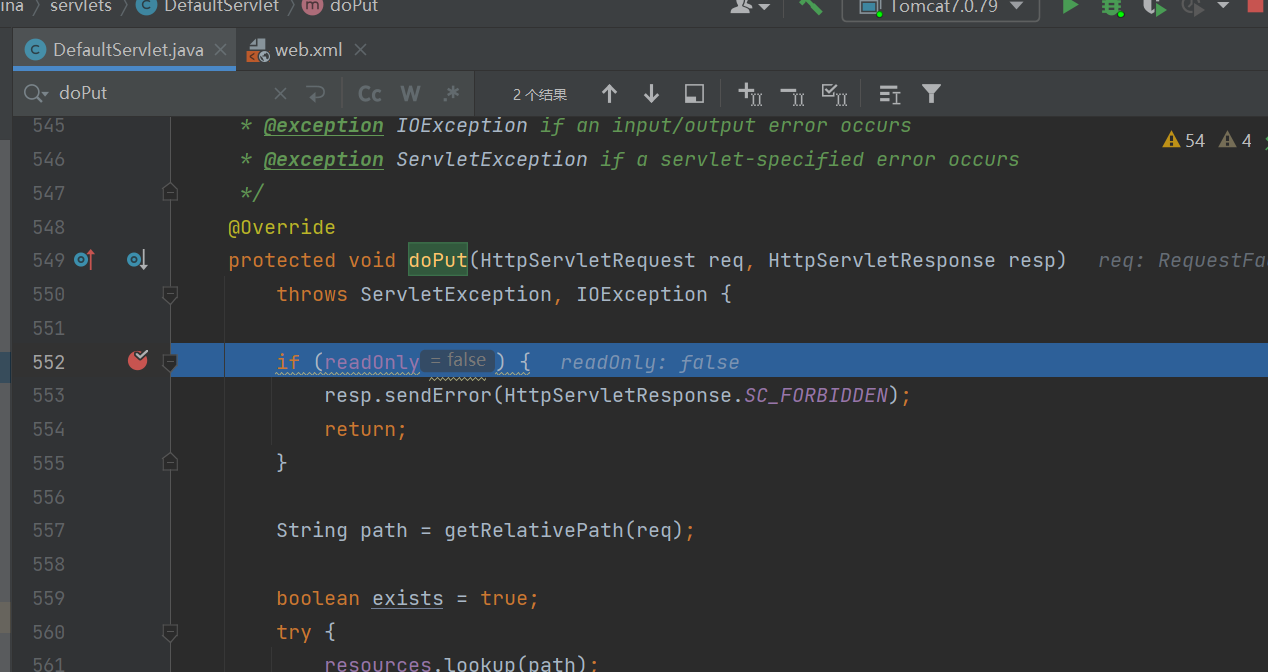 ina > servlets > DefaultServlet > doPut Tomcat7.0.79
DefaultServlet.java web.xml
doPut Cc W .* 2 个结果
54 4
545 * @exception IOException if an input/output error occurs
546 * @exception ServletException if a servlet-specified error occurs
547 */
548 @Override
549 protected void doPut(HttpServletRequest req, HttpServletResponse resp) req: RequestFa
550 throws ServletException, IOException {
551
552 if (readOnly = false ) { readOnly: false
553 resp.sendError(HttpServletResponse.SC_FORBIDDEN);
554 return;
555 }
556
557 String path = getRelativePath(req);
558
559 boolean exists = true;
560 try {
561 resources.lookup(path);